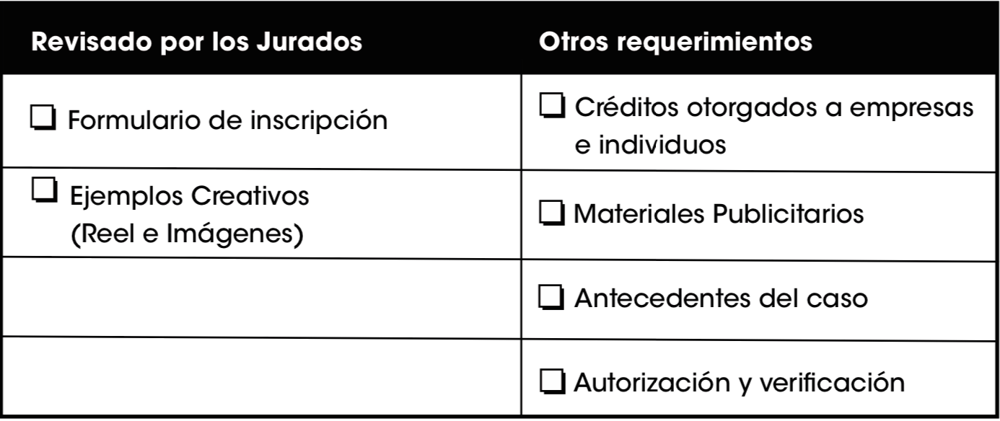 Revisado por los Jurados
Otros requerimientos
Formulario de inscripción
Créditos otorgados a empresas
e individuos
Ejemplos Creativos
(Reel e Imágenes)
Materiales Publicitarios
Antecedentes del caso
Autorización y verificación